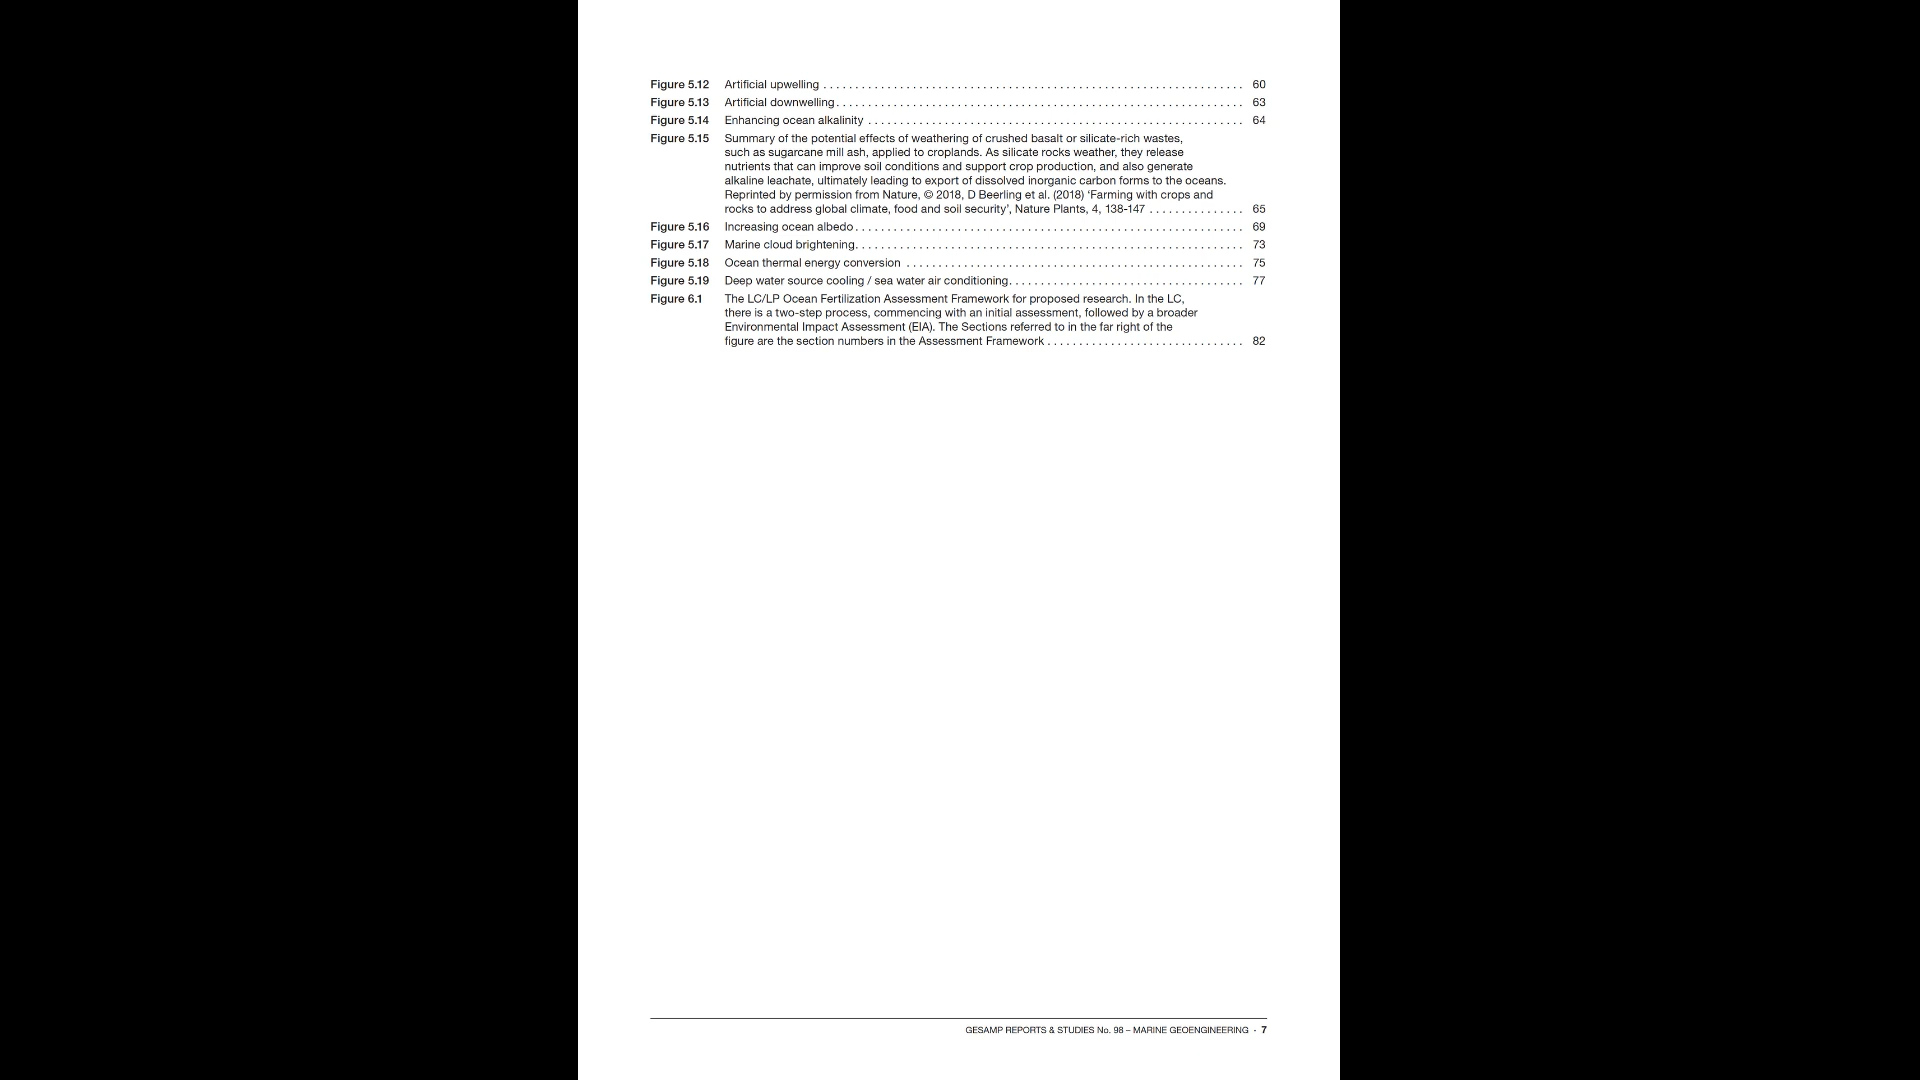 Figure 5.12 Artificial upwelling . . . . . . . . . . . . . . . . . . . . . . . . . . . . . . . . . . . . . . . . . . . . . . . . . . . . . . . . . . . . . . . . . . 60
Figure 5.13 Artificial downwelling . . . . . . . . . . . . . . . . . . . . . . . . . . . . . . . . . . . . . . . . . . . . . . . . . . . . . . . . . . . . . . . . 63
Figure 5.14 Enhancing ocean alkalinity . . . . . . . . . . . . . . . . . . . . . . . . . . . . . . . . . . . . . . . . . . . . . . . . . . . . . . . . . . . 64
Figure 5.15 Summary of the potential effects of weathering of crushed basalt or silicate-rich wastes,
such as sugarcane mill ash, applied to croplands. As silicate rocks weather, they release
nutrients that can improve soil conditions and support crop production, and also generate
alkaline leachate, ultimately leading to export of dissolved inorganic carbon forms to the oceans.
Reprinted by permission from Nature, © 2018, D Beerling et al. (2018) ‘Farming with crops and
rocks to address global climate, food and soil security’, Nature Plants, 4, 138-147 . . . . . . . . . . . . . . . 65
Figure 5.16 Increasing ocean albedo . . . . . . . . . . . . . . . . . . . . . . . . . . . . . . . . . . . . . . . . . . . . . . . . . . . . . . . . . . . . . 69
Figure 5.17 Marine cloud brightening. . . . . . . . . . . . . . . . . . . . . . . . . . . . . . . . . . . . . . . . . . . . . . . . . . . . . . . . . . . . . 73
Figure 5.18 Ocean thermal energy conversion . . . . . . . . . . . . . . . . . . . . . . . . . . . . . . . . . . . . . . . . . . . . . . . . . . . . . 75
Figure 5.19 Deep water source cooling / sea water air conditioning. . . . . . . . . . . . . . . . . . . . . . . . . . . . . . . . . . . . . 77
Figure 6.1 The LC/LP Ocean Fertilization Assessment Framework for proposed research. In the LC,
there is a two-step process, commencing with an initial assessment, followed by a broader
Environmental Impact Assessment (EIA). The Sections referred to in the far right of the
figure are the section numbers in the Assessment Framework . . . . . . . . . . . . . . . . . . . . . . . . . . . . . . . 82
GESAMP REPORTS & STUDIES No. 98 – MARINE GEOENGINEERING · 7